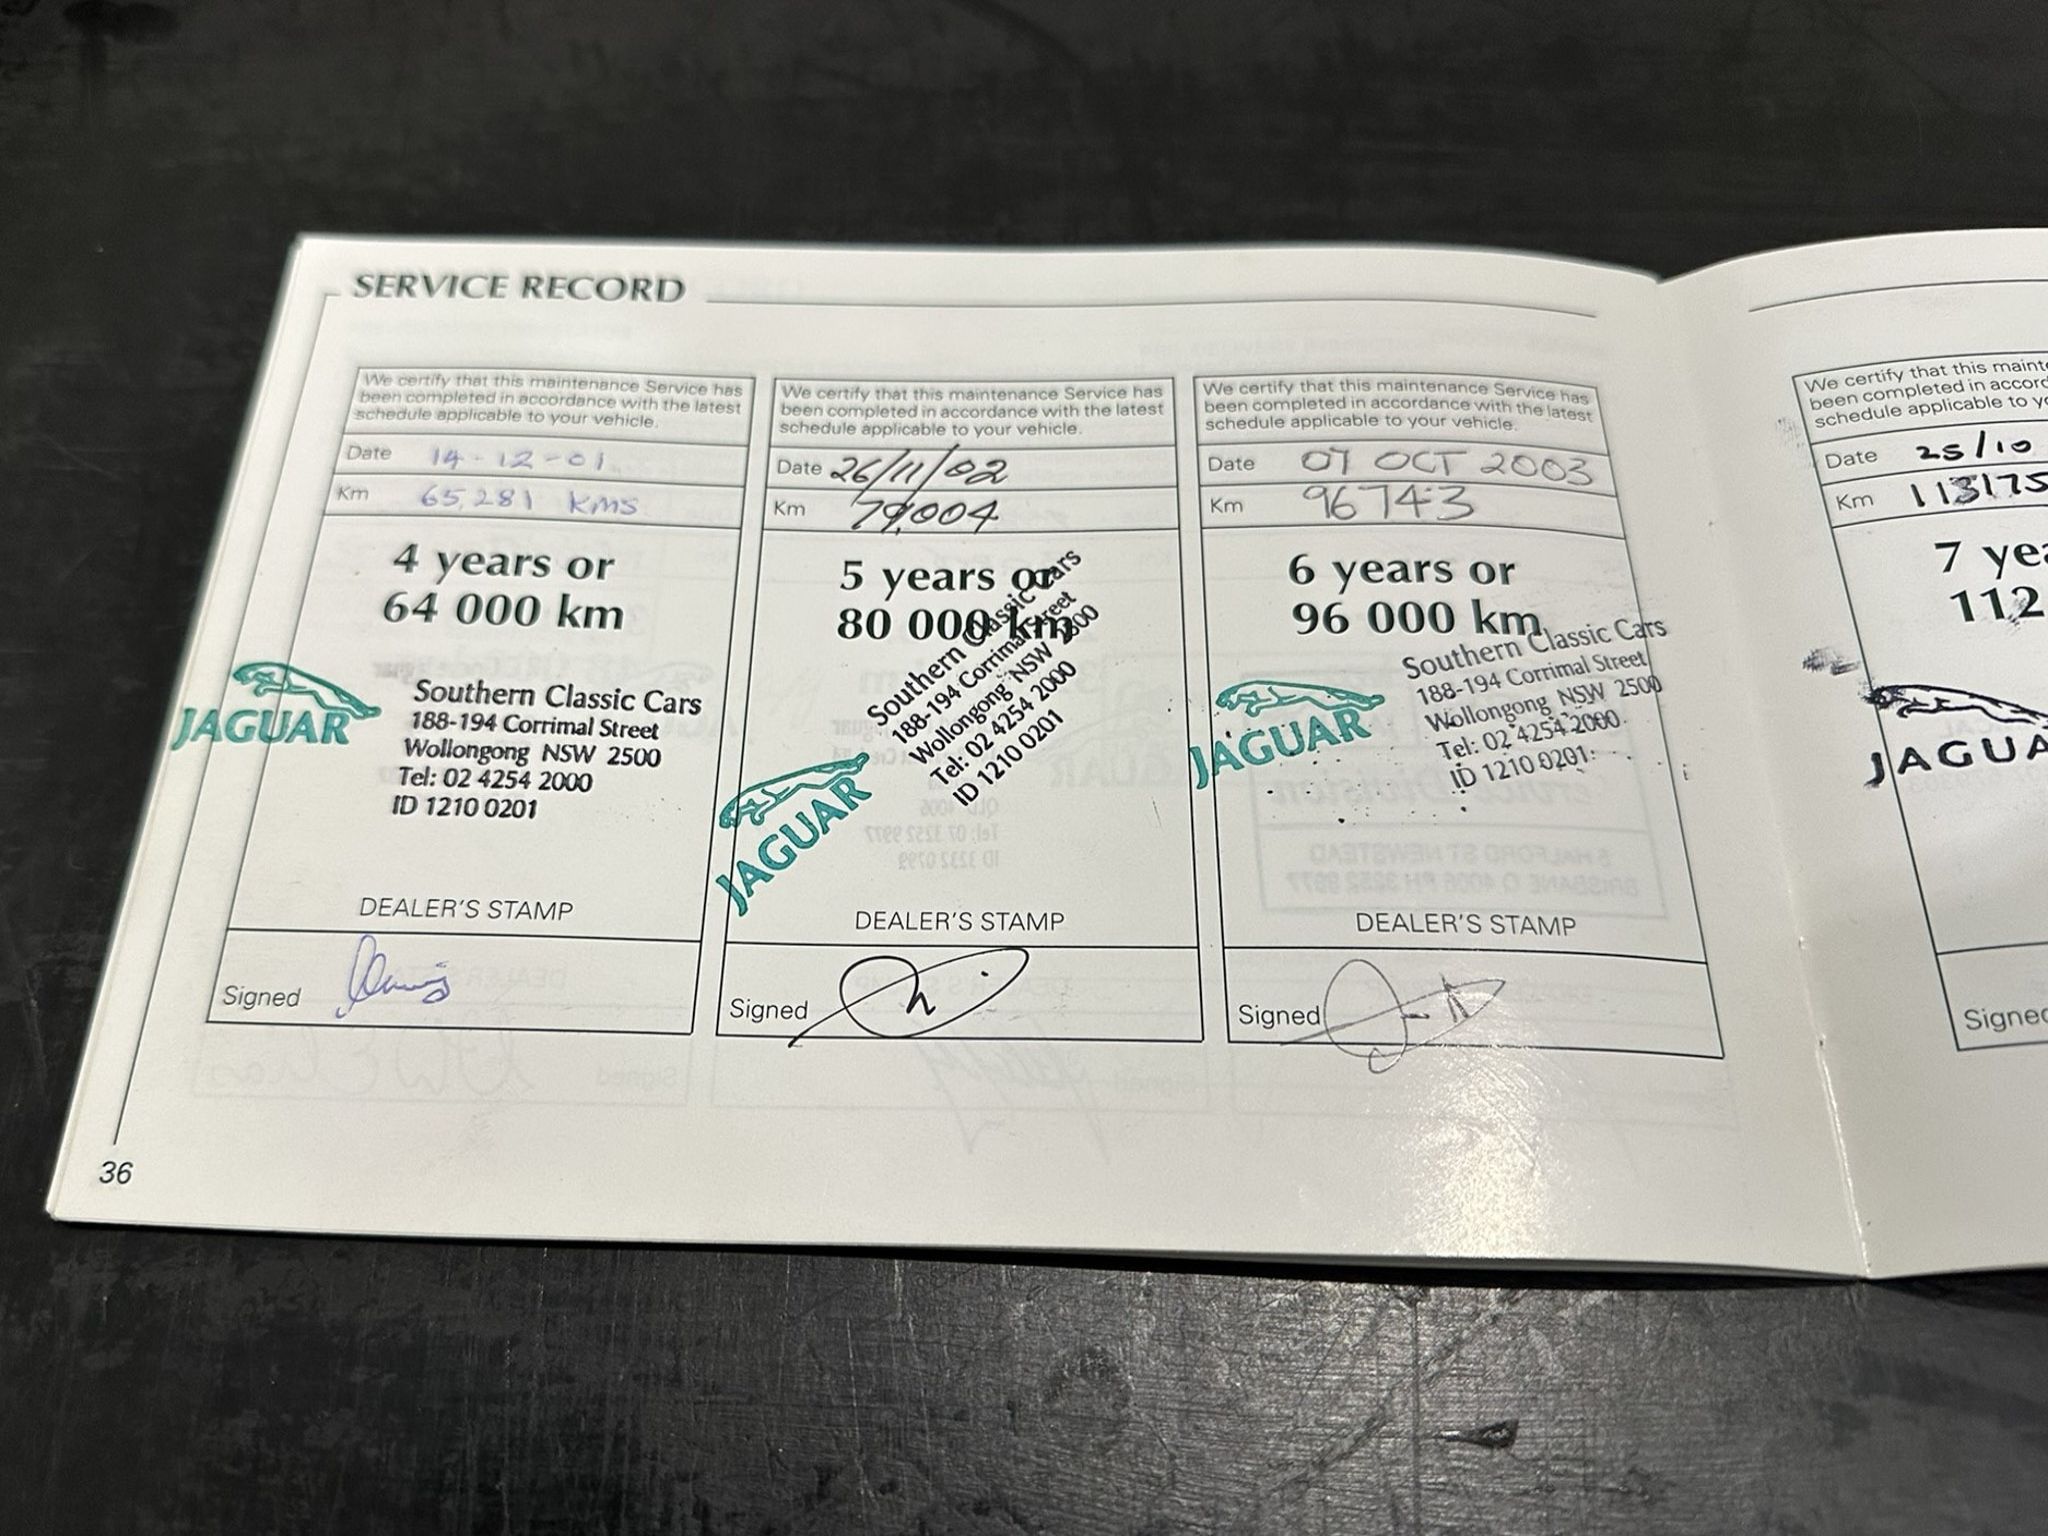 SERVICE RECORD
We certify that this maintenance Service has
been completed in accordance with the latest
schedule applicable to your vehicle.
Date 14-12-01
Km 65,281 kms
4 years or
64 000 km
JAGUAR
Southern Classic Cars
188-194 Corrimal Street
Wollongong NSW 2500
Tel: 02 4254 2000
ID 1210 0201
DEALER'S STAMP
Signed
We certify that this maintenance Service has
been completed in accordance with the latest
schedule applicable to your vehicle.
Date 26/11/02
Km 79,004
5 years or
80 000 km
Southern Classic Cars
188-194 Corrimal Street
Wollongong NSW 2500
Tel: 02 4254 2000
ID 1210 0201
JAGUAR
DEALER'S STAMP
Signed
We certify that this maintenance Service has
been completed in accordance with the latest
schedule applicable to your vehicle.
Date 07 OCT 2003
Km 96743
6 years or
96 000 km
Southern Classic Cars
188-194 Corrimal Street
Wollongong NSW 2500
Tel: 02 4254 2000
ID 1210 0201
JAGUAR
DEALER'S STAMP
Signed
36
We certify that this maint
been completed in accord
schedule applicable to yo
Date 25/10
Km 113175
7 yea
112
JAGUA
Signed